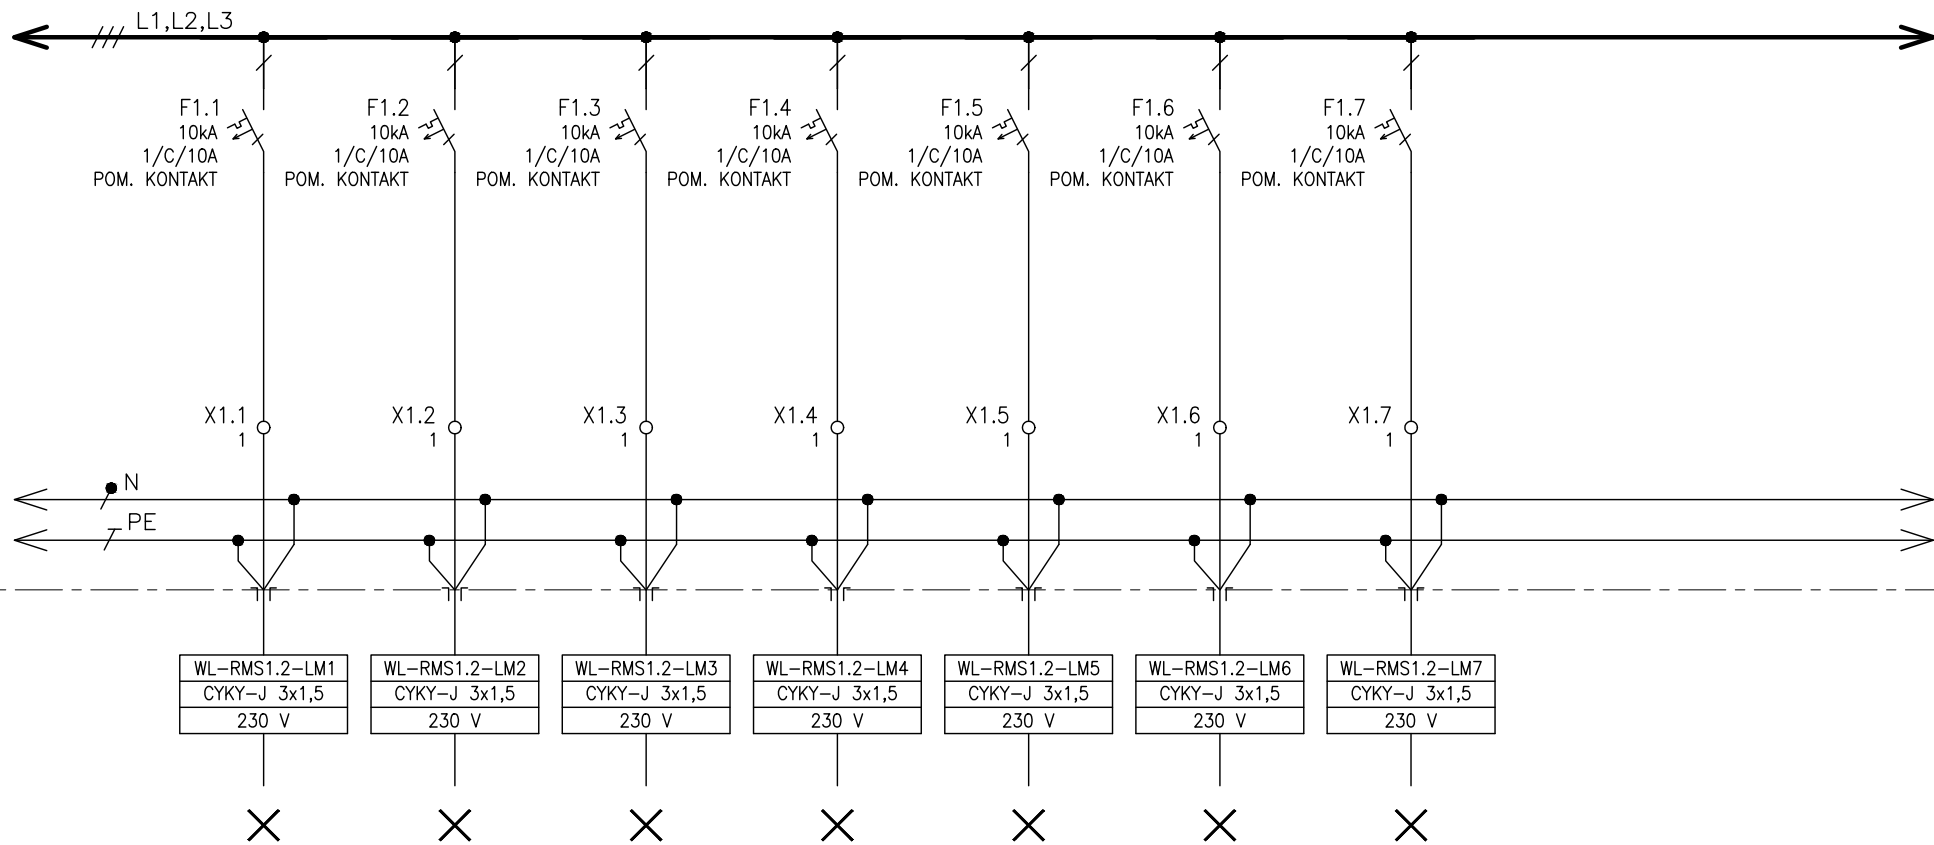 L1,L2,L3
F1.1
10kA
1/C/10A
POM. KONTAKT
F1.2
10kA
1/C/10A
POM. KONTAKT
F1.3
10kA
1/C/10A
POM. KONTAKT
F1.4
10kA
1/C/10A
POM. KONTAKT
F1.5
10kA
1/C/10A
POM. KONTAKT
F1.6
10kA
1/C/10A
POM. KONTAKT
F1.7
10kA
1/C/10A
POM. KONTAKT
X1.1
1
X1.2
1
X1.3
1
X1.4
1
X1.5
1
X1.6
1
X1.7
1
N
PE
WL-RMS1.2-LM1
CYKY-J 3x1,5
230 V
WL-RMS1.2-LM2
CYKY-J 3x1,5
230 V
WL-RMS1.2-LM3
CYKY-J 3x1,5
230 V
WL-RMS1.2-LM4
CYKY-J 3x1,5
230 V
WL-RMS1.2-LM5
CYKY-J 3x1,5
230 V
WL-RMS1.2-LM6
CYKY-J 3x1,5
230 V
WL-RMS1.2-LM7
CYKY-J 3x1,5
230 V